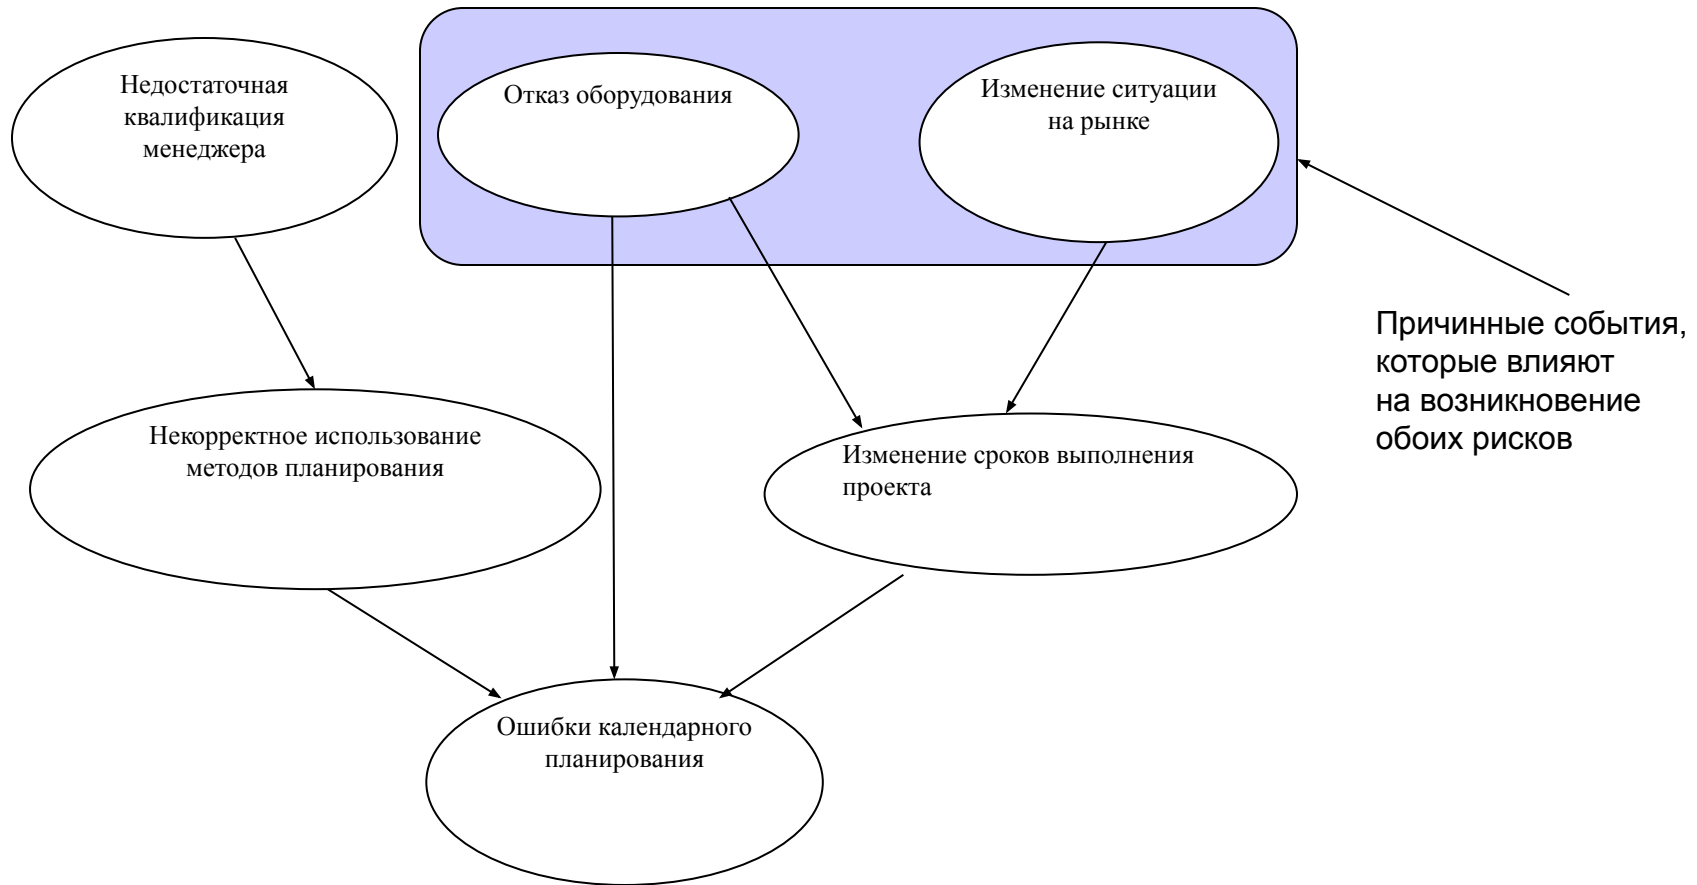 Недостаточная
квалификация
менеджера
Отказ оборудования
Изменение ситуации
на рынке
Причинные события,
которые влияют
на возникновение
обоих рисков
Некорректное использование
методов планирования
Изменение сроков выполнения
проекта
Ошибки календарного
планирования